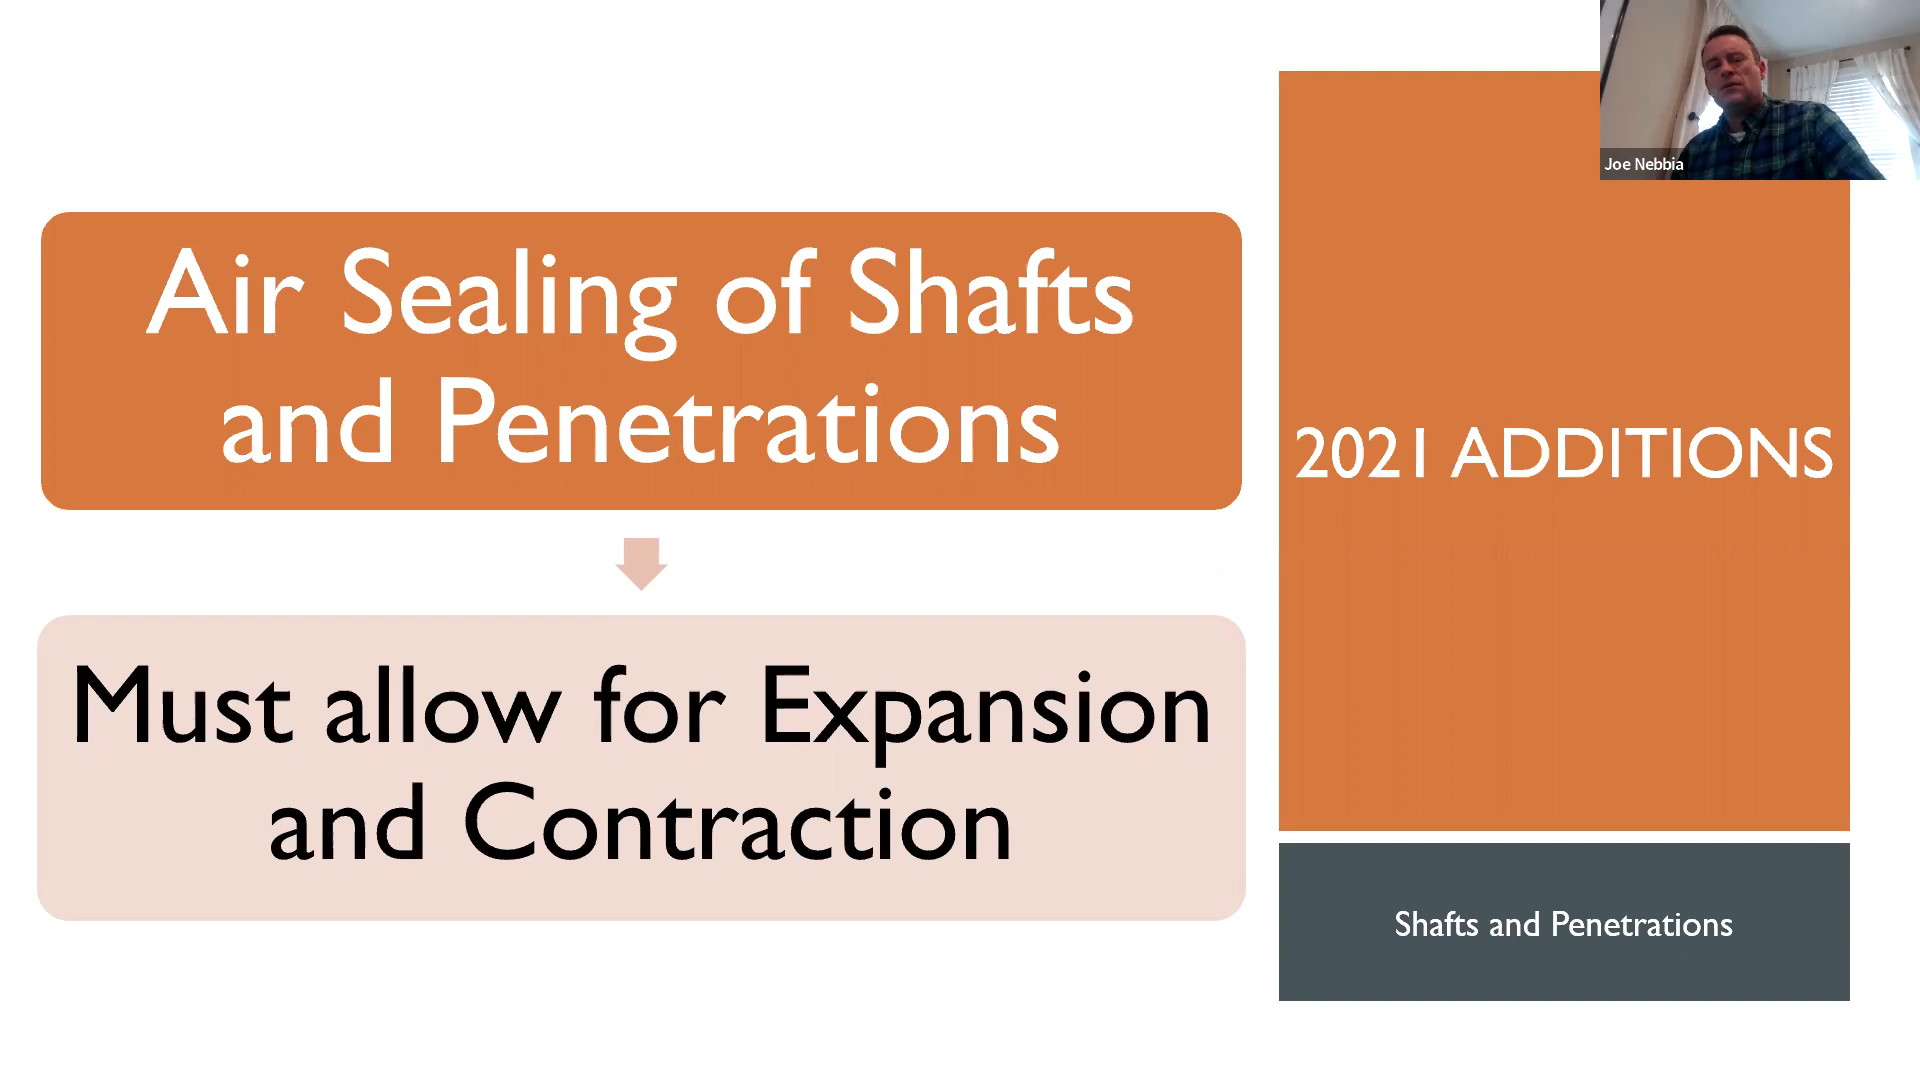 Air Sealing of Shafts
and Penetrations
Must allow for Expansion
and Contraction
2021 ADDITIONS
Shafts and Penetrations
Joe Nebbia